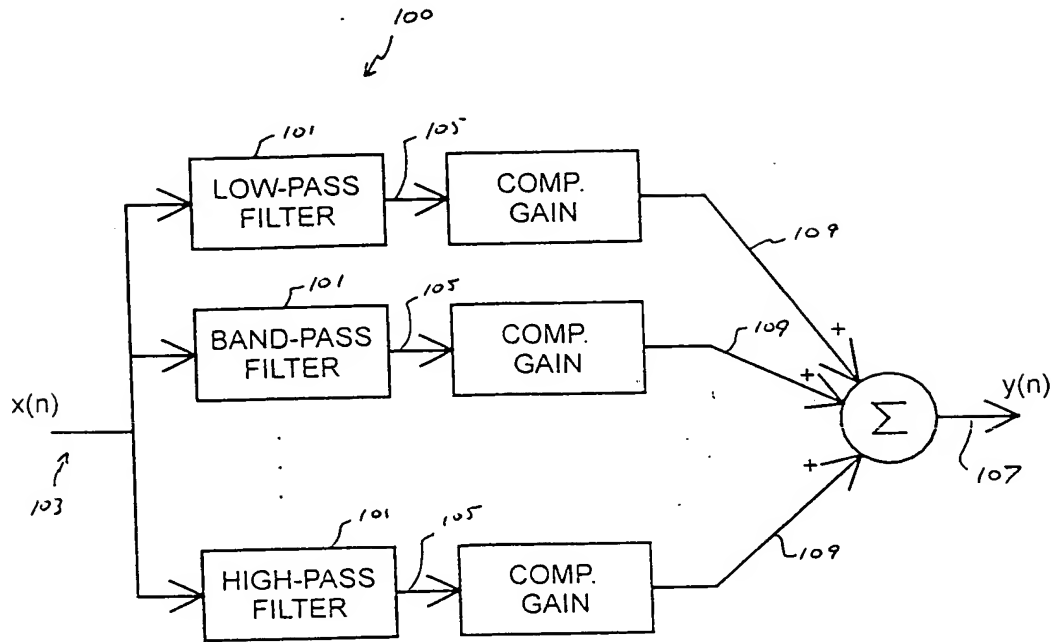 100
101
105
LOW-PASS
FILTER
COMP.
GAIN
109
101
105
BAND-PASS
FILTER
COMP.
GAIN
109
+
+
x(n)
Σ
y(n)
103
+
107
101
105
109
HIGH-PASS
FILTER
COMP.
GAIN